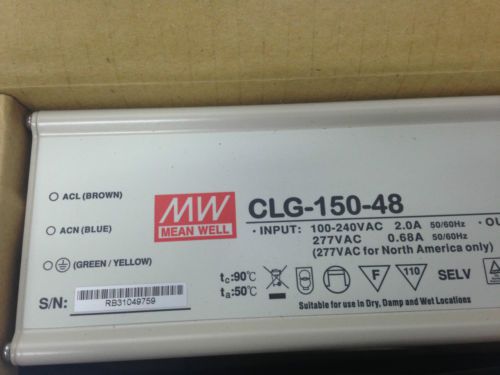 ACL (BROWN)
ACN (BLUE)
(GREEN / YELLOW)
S/N:
RB31049759
MW
MEAN WELL
CLG-150-48
· INPUT: 100-240VAC 2.0A 50/60Hz
277VAC 0.68A 50/60Hz
(277VAC for North America only)
· OU
tc:90℃
ta:50℃
F
110
SELV
Suitable for use in Dry, Damp and Wet Locations